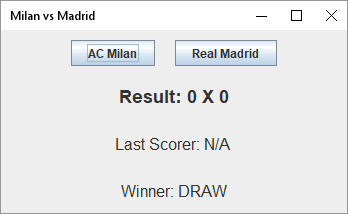 Milan vs Madrid
AC Milan Real Madrid
Result: 0 X 0
Last Scorer: N/A
Winner: DRAW